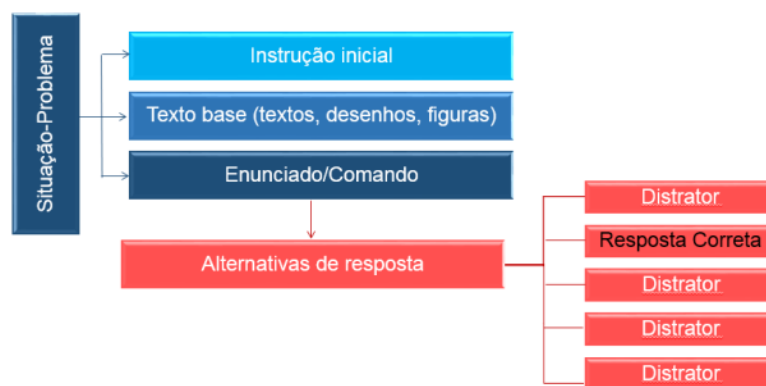 Situação-Problema
Instrução inicial
Texto base (textos, desenhos, figuras)
Enunciado/Comando
Alternativas de resposta
Distrator
Resposta Correta
Distrator
Distrator
Distrator